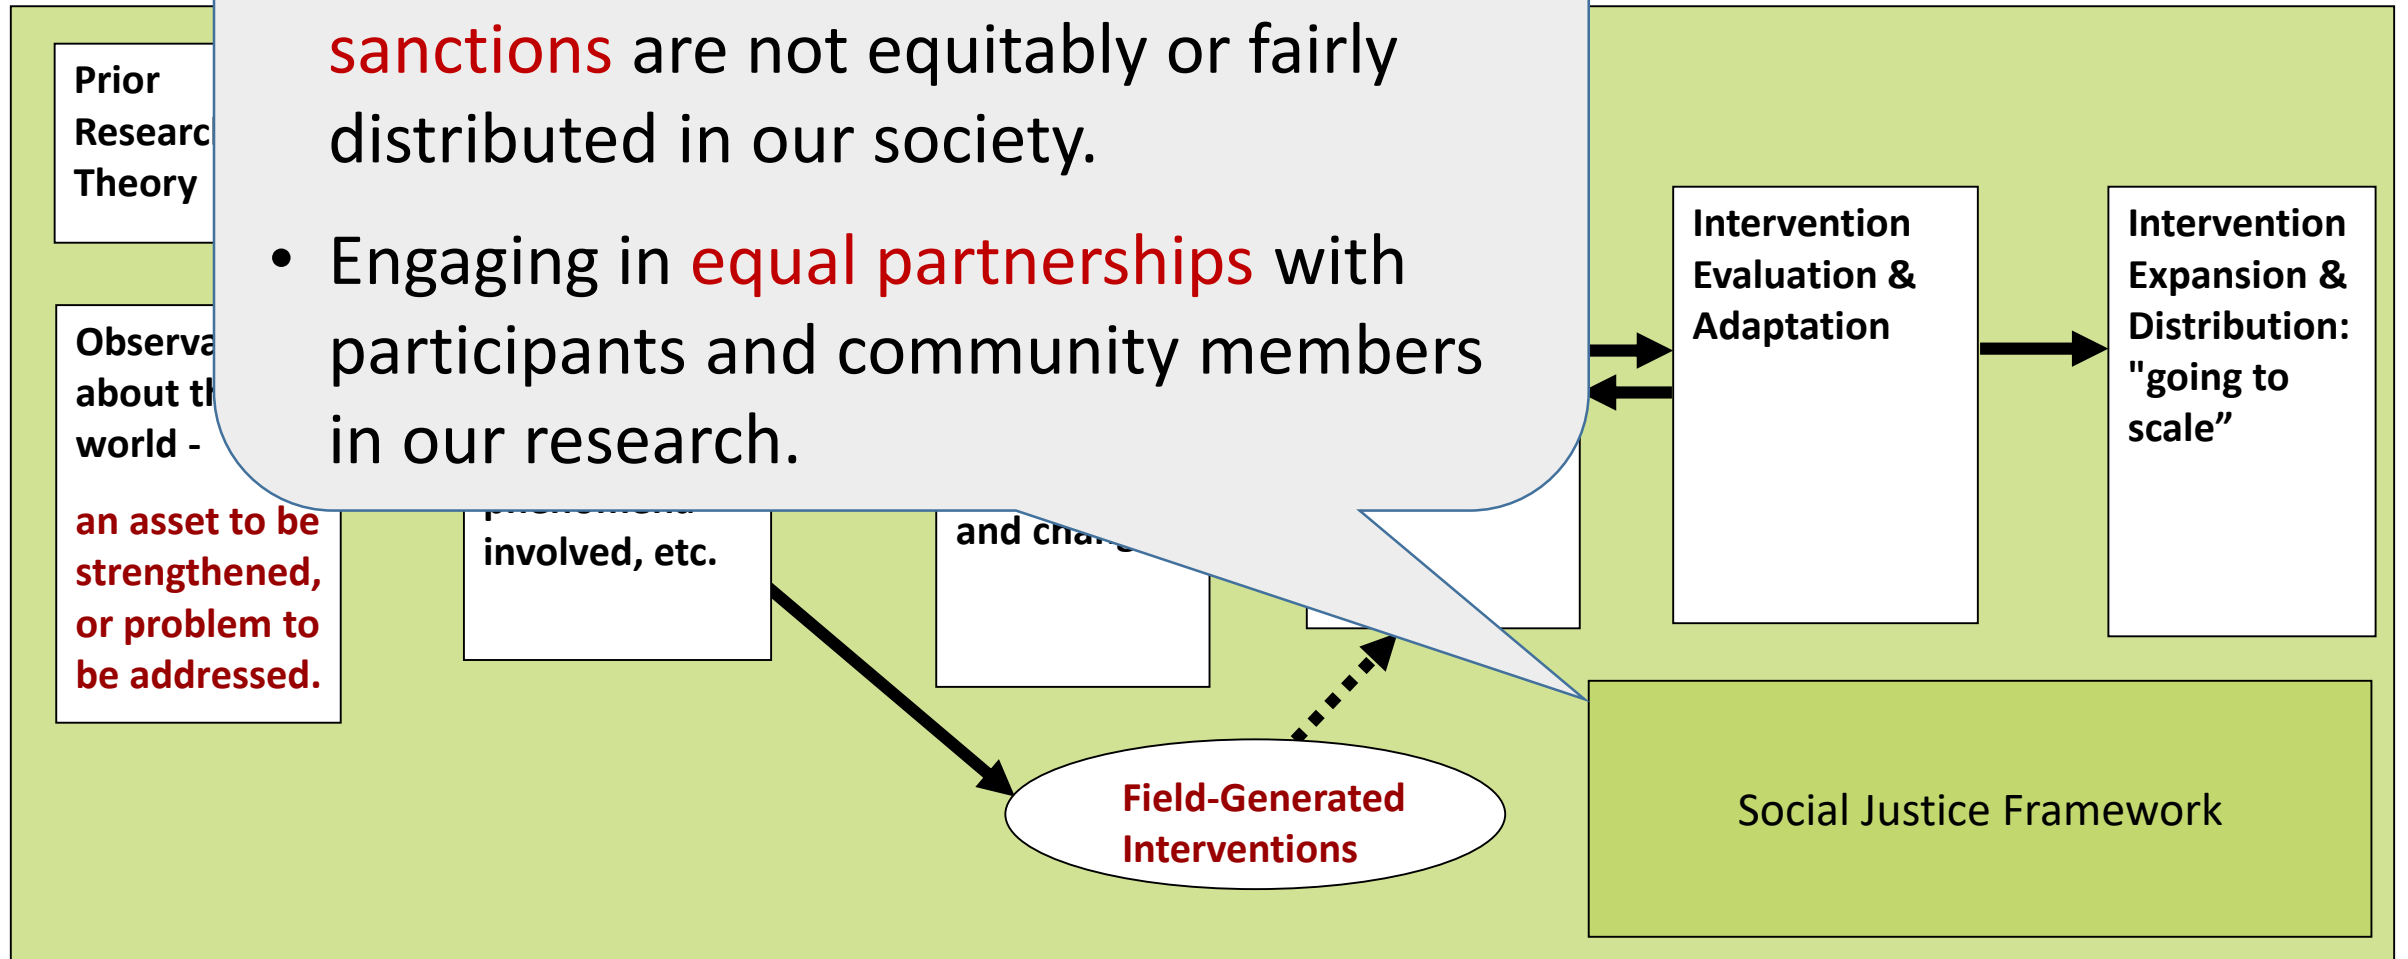 sanctions are not equitably or fairly
distributed in our society.
• Engaging in equal partnerships with
participants and community members
in our research.
Prior
Theory
about
world -
an asset to be
strengthened,
or problem to
be addressed.
involved, etc.
and
Intervention
Evaluation &
Adaptation
Intervention
Expansion &
Distribution:
"going to
scale”
Field-Generated
Interventions
Social Justice Framework